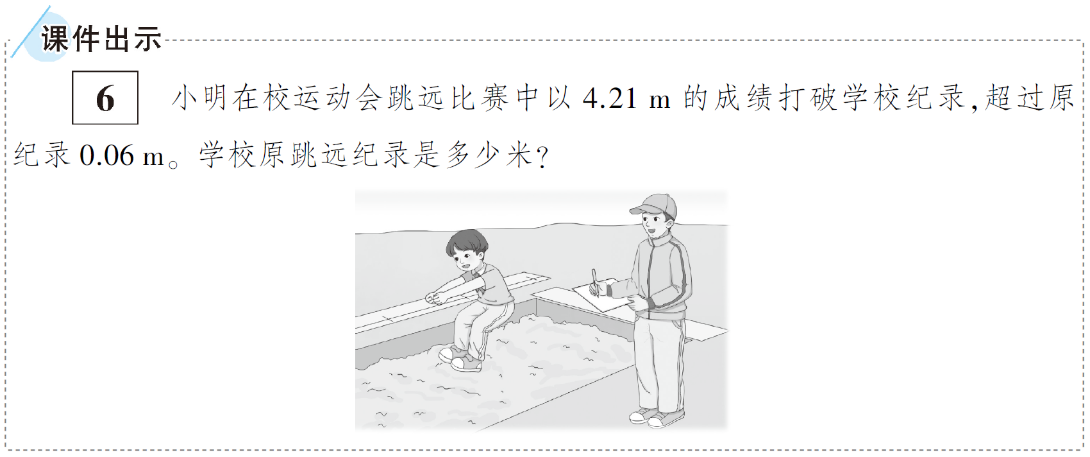 课件出示
6 小明在校运动会跳远比赛中以 4.21 m 的成绩打破学校纪录,超过原
纪录 0.06 m。学校原跳远纪录是多少米?